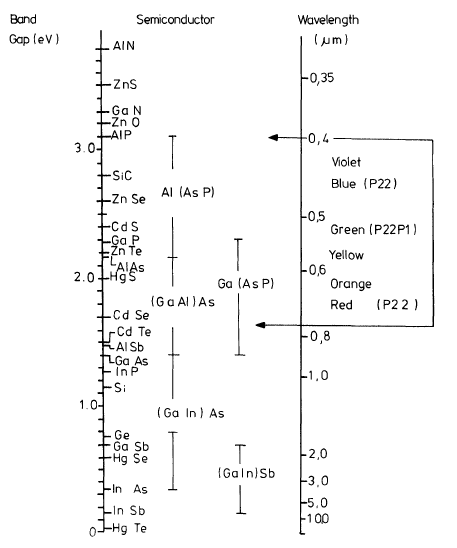 Band Semiconductor Wavelength
Gap (eV) (μm)
AlN
0,35
ZnS
Ga N
Zn O
AlP
0,4
3.0
Violet
SiC
Blue (P22)
Al (As P)
Zn Se
0,5
Cd S
Green (P22P1)
Ga P
Zn Te
Yellow
AlAs
0,6
2.0
Hg S
Ga (As P)
Orange
(Ga Al) As
Red (P22)
Cd Se
Cd Te
0,8
Al Sb
Ga As
In P
1,0
Si
1.0
(Ga In) As
Ge
Ga Sb
2,0
Hg Se
(Ga In) Sb
3,0
In As
5,0
In Sb
100
Hg Te
0